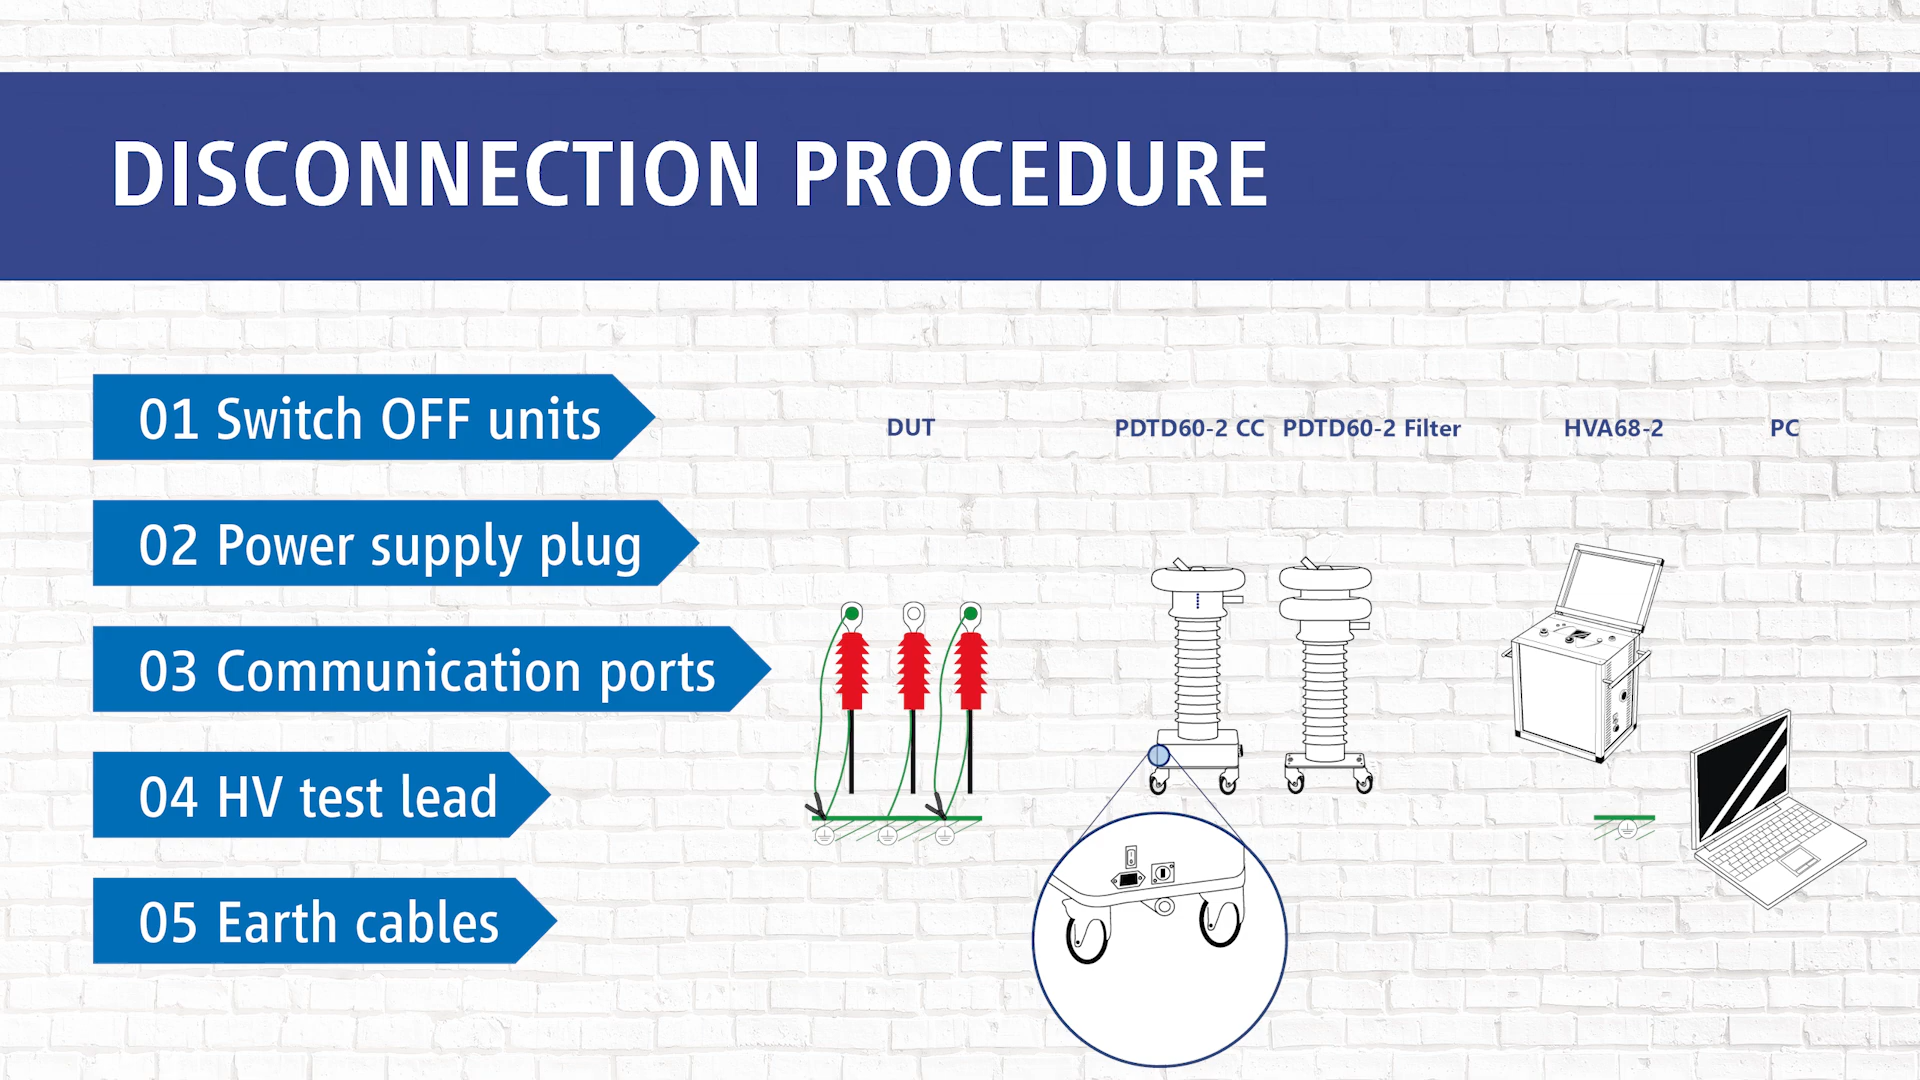 DISCONNECTION PROCEDURE
01 Switch OFF units
02 Power supply plug
03 Communication ports
04 HV test lead
05 Earth cables
DUT
PDTD60-2 CC
PDTD60-2 Filter
HVA68-2
PC